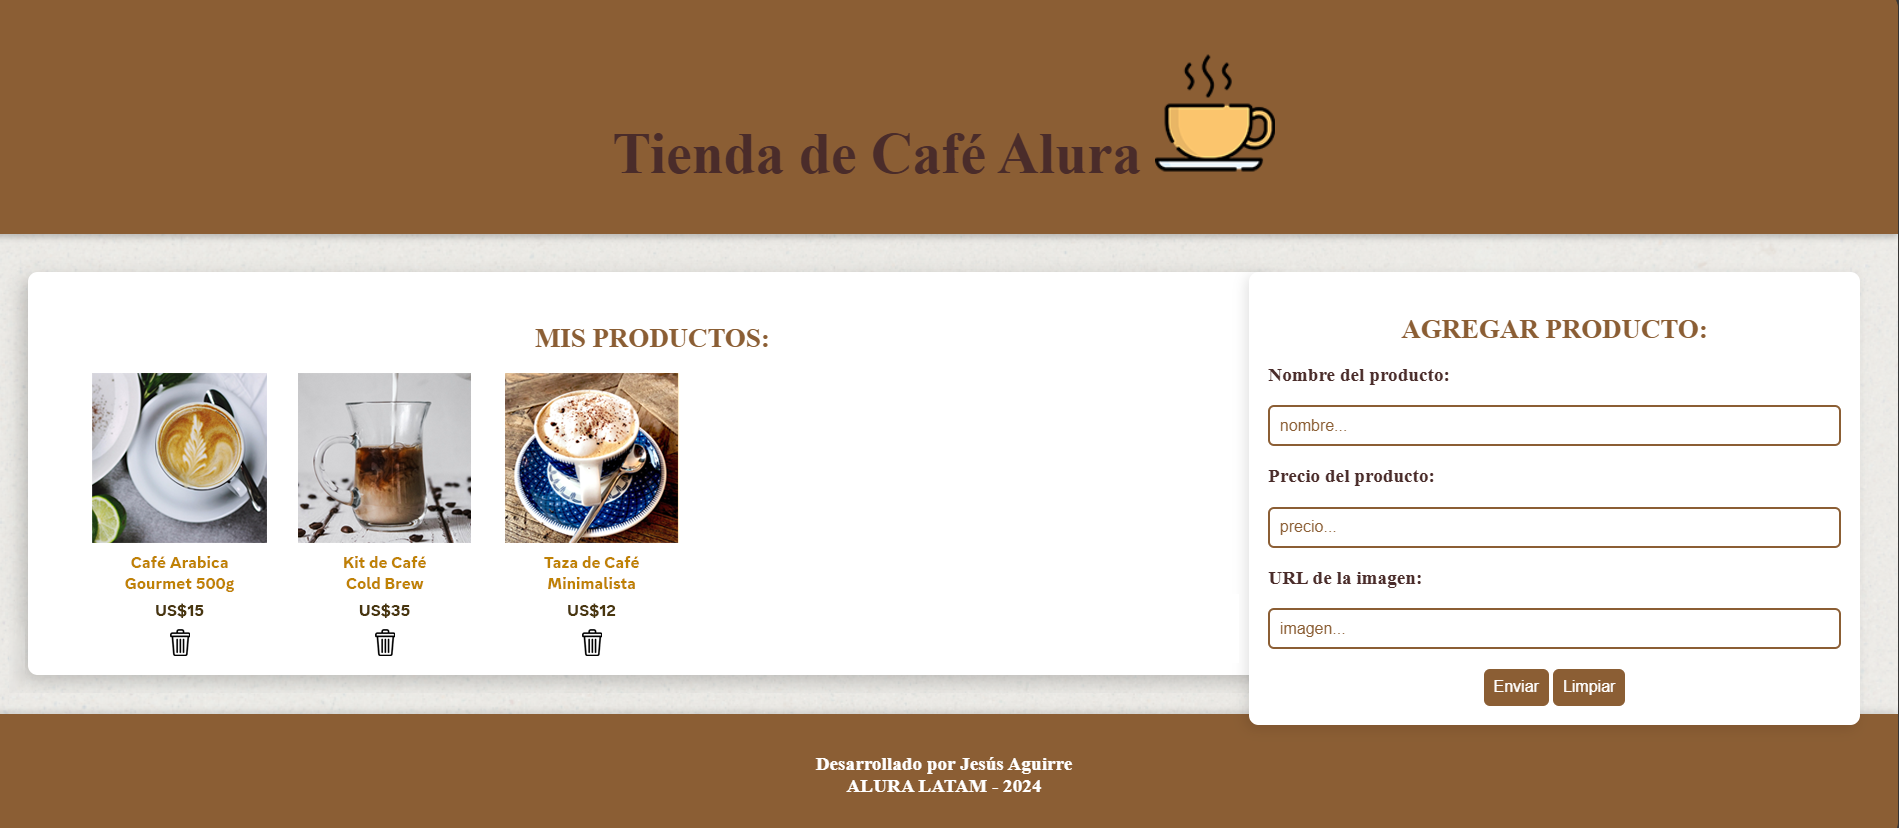 Tienda de Café Alura
MIS PRODUCTOS:
Café Arabica
Gourmet 500g
US$15
Kit de Café
Cold Brew
US$35
Taza de Café
Minimalista
US$12
AGREGAR PRODUCTO:
Nombre del producto:
nombre...
Precio del producto:
precio...
URL de la imagen:
imagen...
Enviar Limpiar
Desarrollado por Jesús Aguirre
ALURA LATAM - 2024